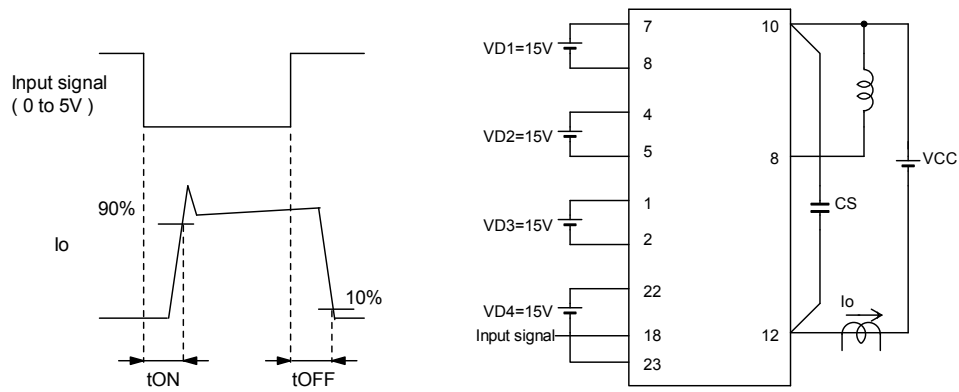 Input signal
( 0 to 5V )
90%
Io
10%
tON
tOFF
VD1=15V
7
8
VD2=15V
4
5
VD3=15V
1
2
VD4=15V
22
Input signal
18
23
10
8
12
CS
VCC
Io